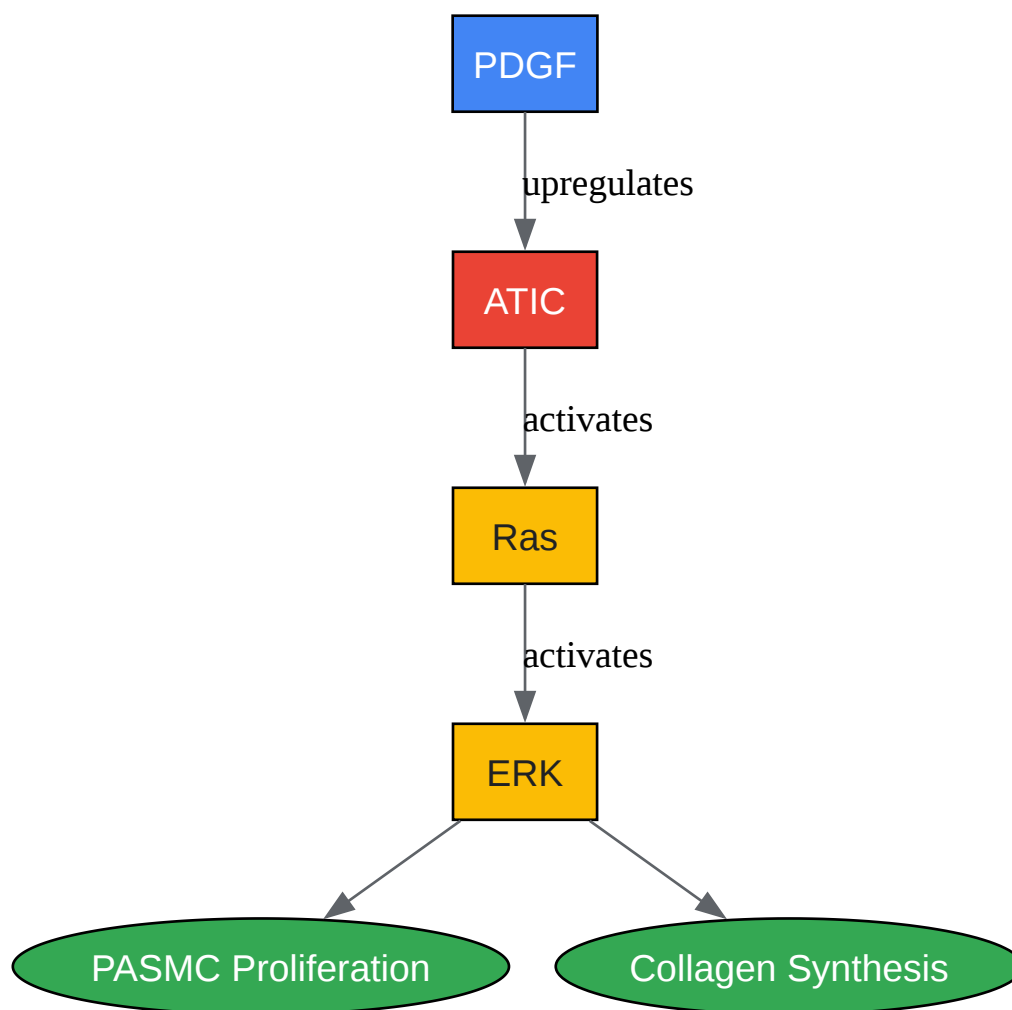 PDGF
upregulates
ATIC
activates
Ras
activates
ERK
PASMC Proliferation
Collagen Synthesis